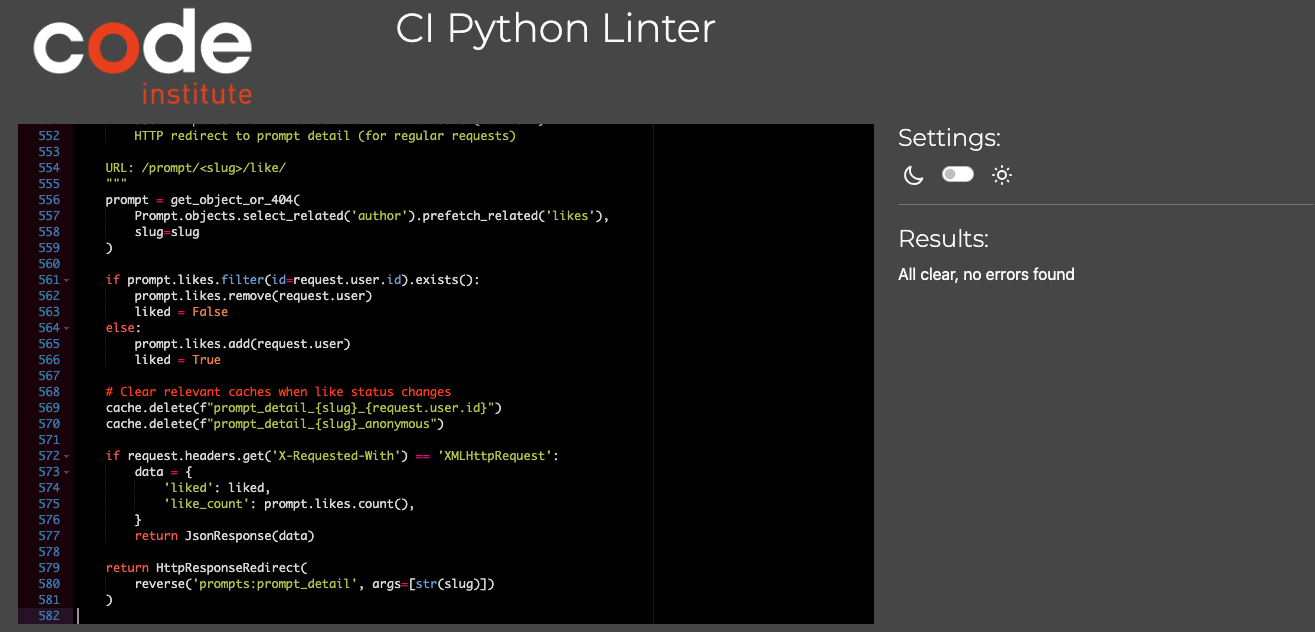 code
institute
CI Python Linter
552 HTTP redirect to prompt detail (for regular requests)
553
554 URL: /prompt/<slug>/like/
555 """
556 prompt = get_object_or_404(
557 Prompt.objects.select_related('author').prefetch_related('likes'),
558 slug=slug
559 )
560
561 if prompt.likes.filter(id=request.user.id).exists():
562 prompt.likes.remove(request.user)
563 liked = False
564 else:
565 prompt.likes.add(request.user)
566 liked = True
567
568 # Clear relevant caches when like status changes
569 cache.delete(f"prompt_detail_{slug}_{request.user.id}")
570 cache.delete(f"prompt_detail_{slug}_anonymous")
571
572 if request.headers.get('X-Requested-With') == 'XMLHttpRequest':
573 data = {
574 'liked': liked,
575 'like_count': prompt.likes.count(),
576 }
577 return JsonResponse(data)
578
579 return HttpResponseRedirect(
580 reverse('prompts:prompt_detail', args=[str(slug)])
581 )
582
Settings:
Results:
All clear, no errors found